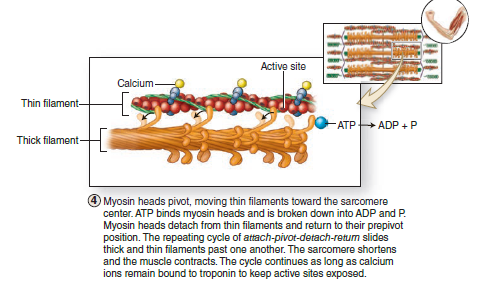 Active site
Calcium
Thin filament
ATP → ADP + P
Thick filament
4 Myosin heads pivot, moving thin filaments toward the sarcomere
center. ATP binds myosin heads and is broken down into ADP and P.
Myosin heads detach from thin filaments and return to their prepivot
position. The repeating cycle of attach-pivot-detach-return slides
thick and thin filaments past one another. The sarcomere shortens
and the muscle contracts. The cycle continues as long as calcium
ions remain bound to troponin to keep active sites exposed.